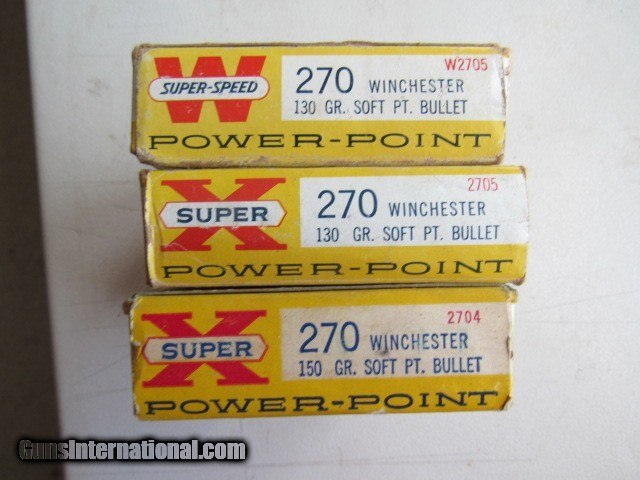 W
SUPER-SPEED
W2705
270 WINCHESTER
130 GR. SOFT PT. BULLET
POWER-POINT
X
SUPER
2705
270 WINCHESTER
130 GR. SOFT PT. BULLET
POWER-POINT
X
SUPER
2704
270 WINCHESTER
150 GR. SOFT PT. BULLET
POWER-POINT
GunsInternational.com